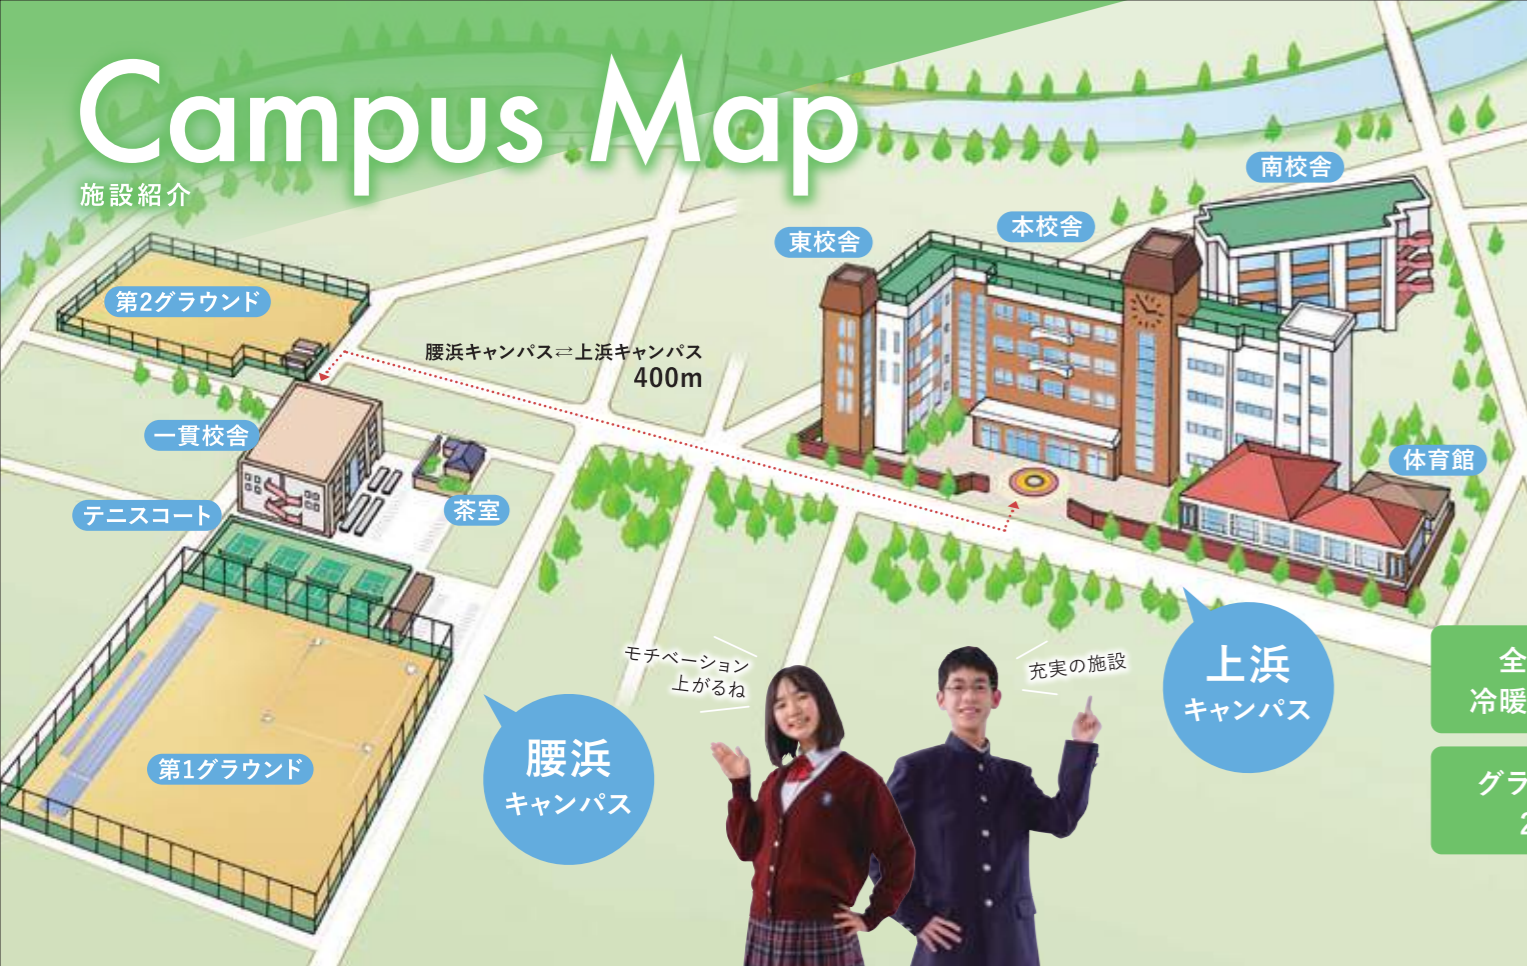 Campus Map
施設紹介
南校舎
本校舎
東校舎
第2グラウンド
腰浜キャンパス⇄上浜キャンパス
400m
一貫校舎
体育館
テニスコート
茶室
モチベーション
上がるね
充実の施設
上浜
キャンパス
腰浜
キャンパス
第1グラウンド
全
冷暖
グラ
2